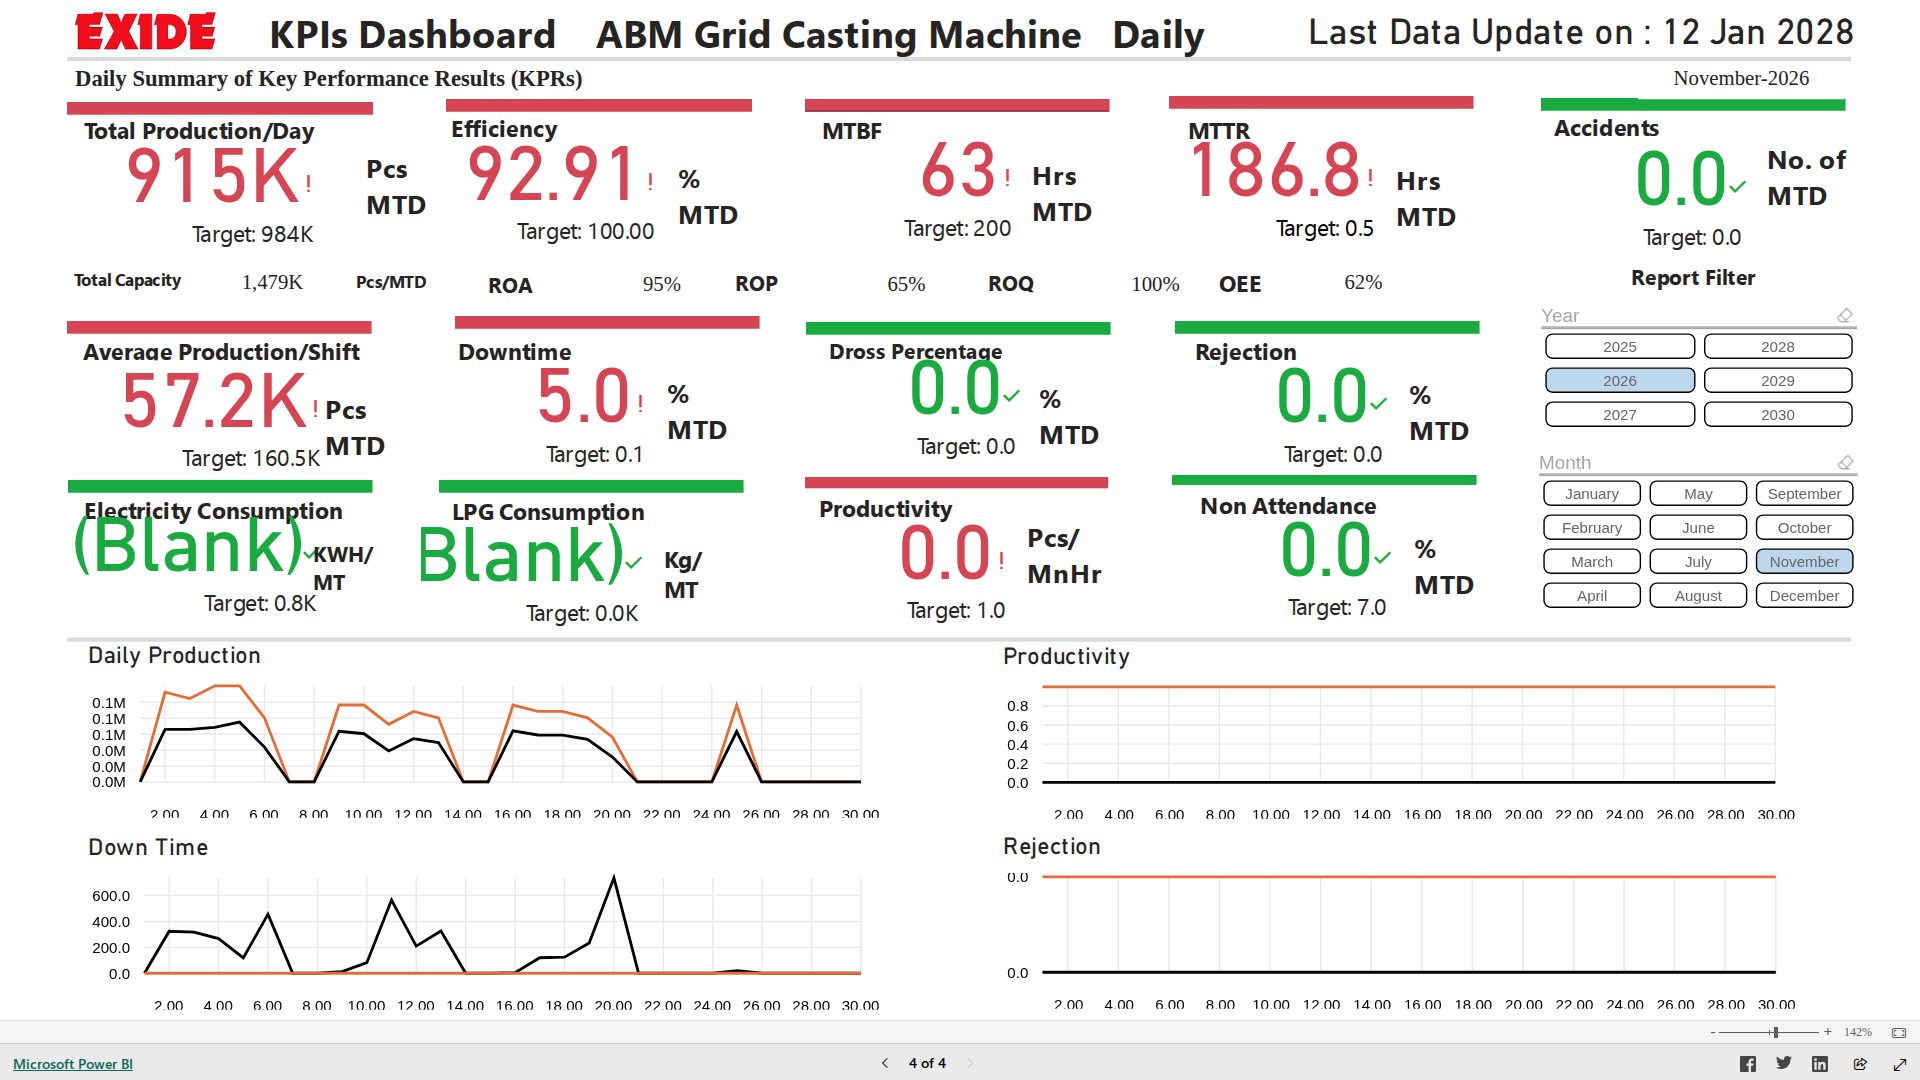 EXIDE KPIs Dashboard ABM Grid Casting Machine Daily Last Data Update on : 12 Jan 2028
Daily Summary of Key Performance Results (KPRs) November-2026
Total Production/Day
915K! Pcs MTD
Target: 984K
Efficiency
92.91! % MTD
Target: 100.00
MTBF
63! Hrs MTD
Target: 200
MTTR
186.8! Hrs MTD
Target: 0.5
Accidents
0.0 No. of MTD
Target: 0.0
Total Capacity 1,479K Pcs/MTD ROA 95% ROP 65% ROQ 100% OEE 62%
Report Filter
Average Production/Shift
57.2K! Pcs MTD
Target: 160.5K
Downtime
5.0! % MTD
Target: 0.1
Dross Percentage
0.0 % MTD
Target: 0.0
Rejection
0.0 % MTD
Target: 0.0
Year
2025 2028
2026 2029
2027 2030
Electricity Consumption
(Blank) KWH/ MT
Target: 0.8K
LPG Consumption
Blank) Kg/ MT
Target: 0.0K
Productivity
0.0! Pcs/ MnHr
Target: 1.0
Non Attendance
0.0 % MTD
Target: 7.0
Month
January May September
February June October
March July November
April August December
Daily Production
0.1M
0.1M
0.1M
0.0M
0.0M
0.0M
2.00 4.00 6.00 8.00 10.00 12.00 14.00 16.00 18.00 20.00 22.00 24.00 26.00 28.00 30.00
Productivity
0.8
0.6
0.4
0.2
0.0
2.00 4.00 6.00 8.00 10.00 12.00 14.00 16.00 18.00 20.00 22.00 24.00 26.00 28.00 30.00
Down Time
600.0
400.0
200.0
0.0
2.00 4.00 6.00 8.00 10.00 12.00 14.00 16.00 18.00 20.00 22.00 24.00 26.00 28.00 30.00
Rejection
0.0
0.0
2.00 4.00 6.00 8.00 10.00 12.00 14.00 16.00 18.00 20.00 22.00 24.00 26.00 28.00 30.00
- + 142%
Microsoft Power BI < 4 of 4 >